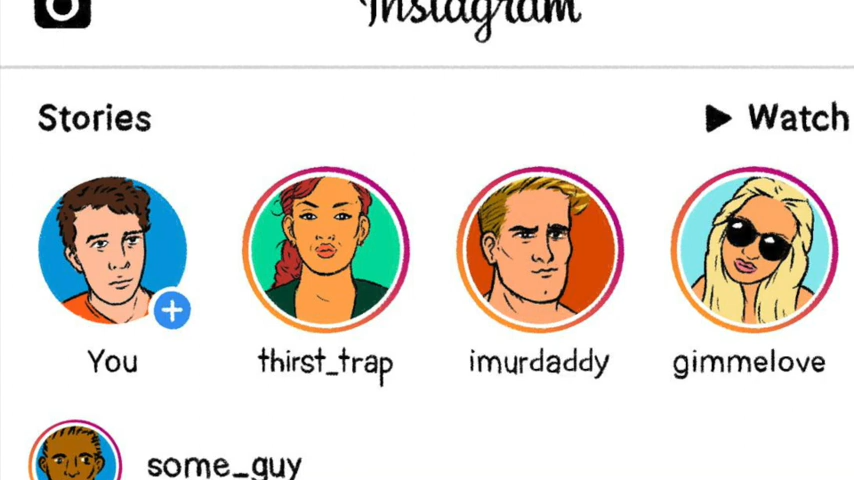 Instagram
Stories
Watch
You
thirst_trap
imurdaddy
gimmelove
some_guy